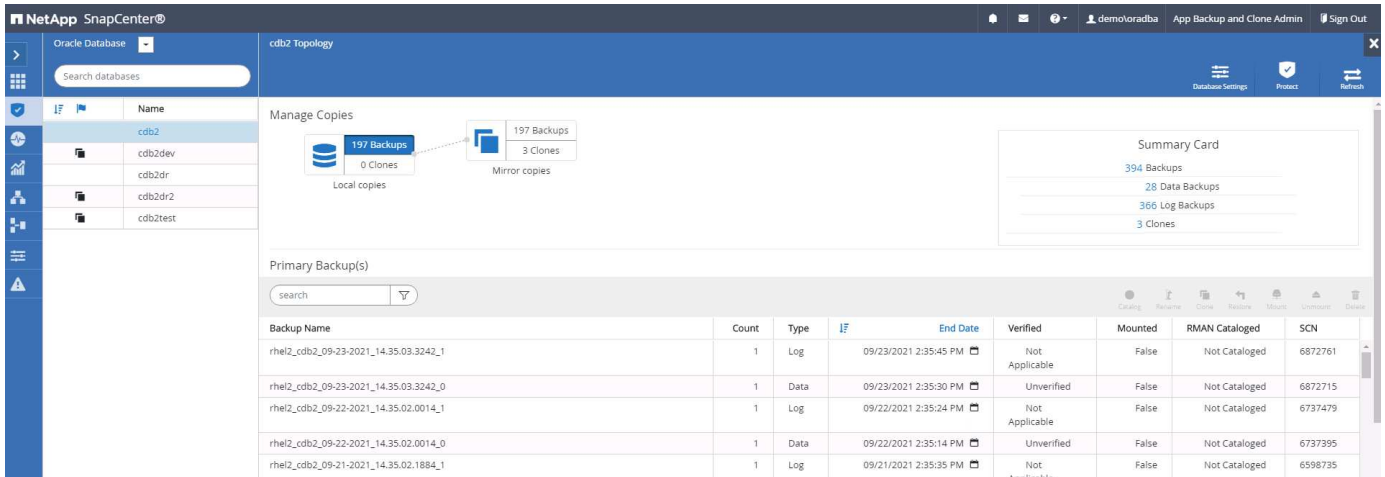 NetApp SnapCenter®
demo\oradba App Backup and Clone Admin Sign Out
Oracle Database
cdb2 Topology
Search databases
Database Settings Protect Refresh
Name
cdb2
cdb2dev
cdb2dr
cdb2dr2
cdb2test
Manage Copies
197 Backups
0 Clones
Local copies
197 Backups
3 Clones
Mirror copies
Summary Card
394 Backups
28 Data Backups
366 Log Backups
3 Clones
Primary Backup(s)
search
Catalog Rename Clone Restore Mount Unmount Delete
Backup Name Count Type End Date Verified Mounted RMAN Cataloged SCN
rhel2_cdb2_09-23-2021_14.35.03.3242_1 1 Log 09/23/2021 2:35:45 PM Not Applicable False Not Cataloged 6872761
rhel2_cdb2_09-23-2021_14.35.03.3242_0 1 Data 09/23/2021 2:35:30 PM Unverified False Not Cataloged 6872715
rhel2_cdb2_09-22-2021_14.35.02.0014_1 1 Log 09/22/2021 2:35:24 PM Not Applicable False Not Cataloged 6737479
rhel2_cdb2_09-22-2021_14.35.02.0014_0 1 Data 09/22/2021 2:35:14 PM Unverified False Not Cataloged 6737395
rhel2_cdb2_09-21-2021_14.35.02.1884_1 1 Log 09/21/2021 2:35:35 PM Not False Not Cataloged 6598735